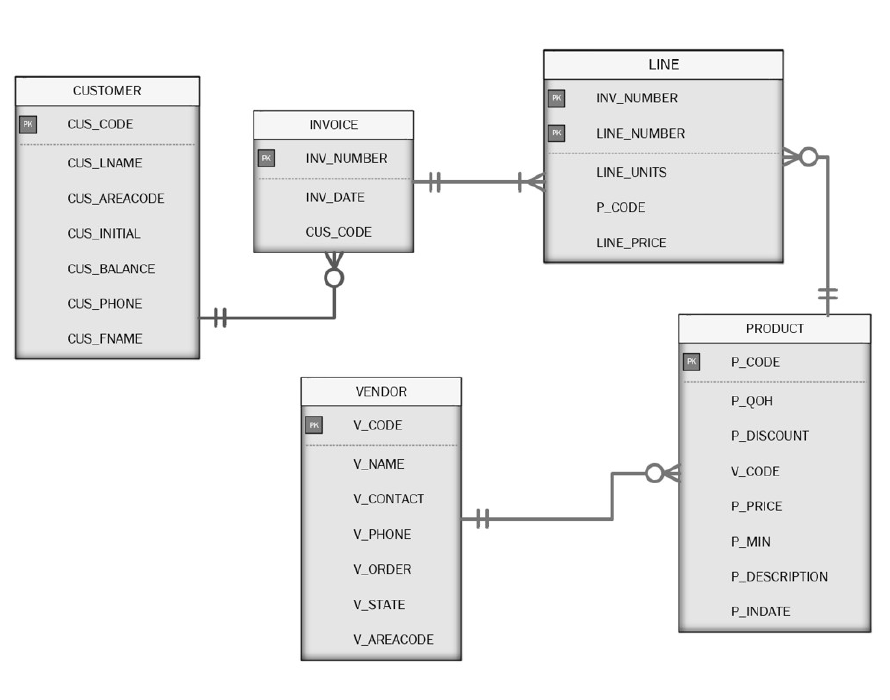 CUSTOMER
PK CUS_CODE
CUS_LNAME
CUS_AREACODE
CUS_INITIAL
CUS_BALANCE
CUS_PHONE
CUS_FNAME
INVOICE
PK INV_NUMBER
INV_DATE
CUS_CODE
LINE
PK INV_NUMBER
PK LINE_NUMBER
LINE_UNITS
P_CODE
LINE_PRICE
VENDOR
PK V_CODE
V_NAME
V_CONTACT
V_PHONE
V_ORDER
V_STATE
V_AREACODE
PRODUCT
PK P_CODE
P_QOH
P_DISCOUNT
V_CODE
P_PRICE
P_MIN
P_DESCRIPTION
P_INDATE